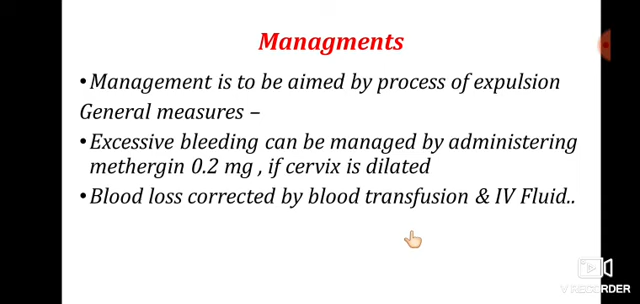 Managments
•Management is to be aimed by process of expulsion
General measures –
•Excessive bleeding can be managed by administering
methergin 0.2 mg , if cervix is dilated
•Blood loss corrected by blood transfusion & IV Fluid..
V RECORDER